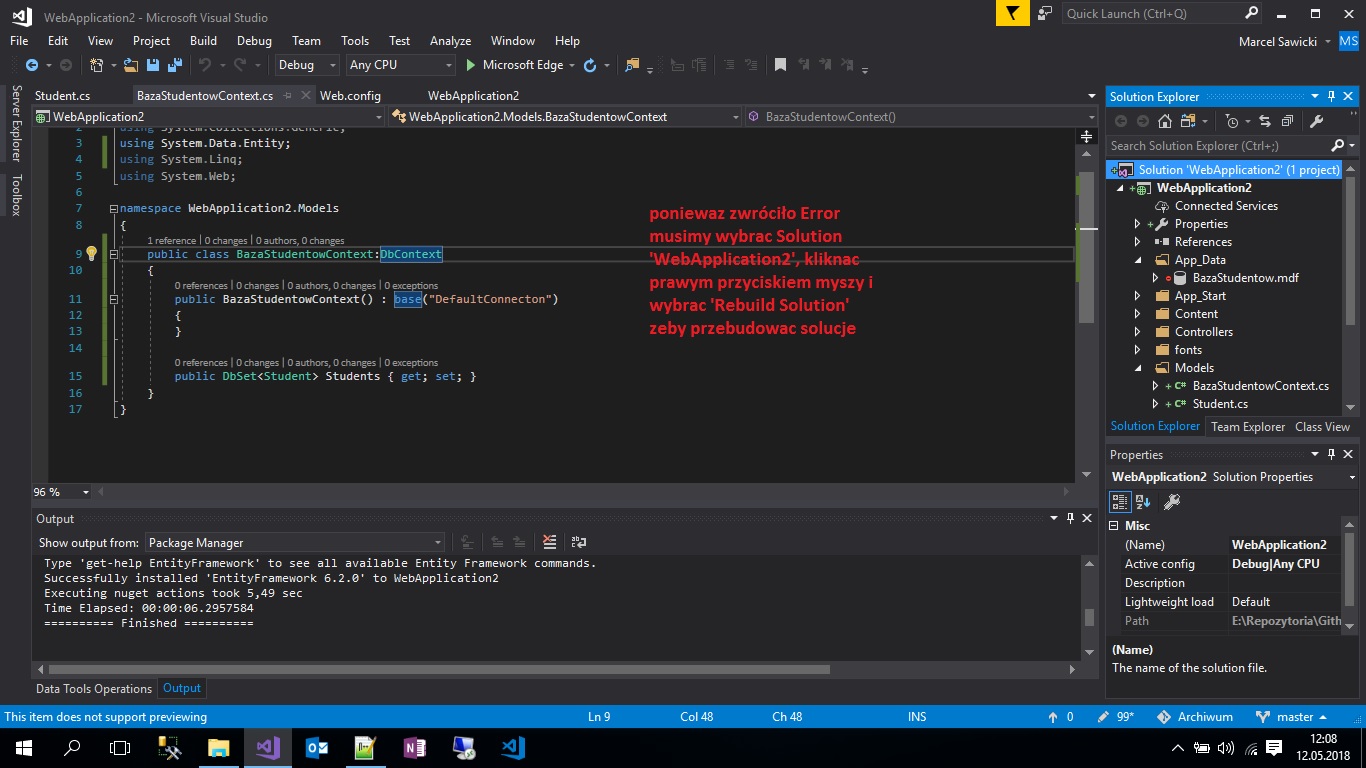 WebApplication2 - Microsoft Visual Studio
Quick Launch (Ctrl+Q)
File Edit View Project Build Debug Team Tools Test Analyze Window Help
Marcel Sawicki MS
Debug Any CPU Microsoft Edge
Server Explorer
Toolbox
Student.cs BazaStudentowContext.cs Web.config WebApplication2
WebApplication2 WebApplication2.Models.BazaStudentowContext BazaStudentowContext()
using System.Collections.Generic;
3 using System.Data.Entity;
4 using System.Linq;
5 using System.Web;
6
7 namespace WebApplication2.Models
8 {
1 reference | 0 changes | 0 authors, 0 changes
9 public class BazaStudentowContext:DbContext
10 {
0 references | 0 changes | 0 authors, 0 changes | 0 exceptions
11 public BazaStudentowContext() : base("DefaultConnecton")
12 {
13 }
14
0 references | 0 changes | 0 authors, 0 changes | 0 exceptions
15 public DbSet<Student> Students { get; set; }
16 }
17 }
poniewaz zwróciło Error
musimy wybrac Solution
'WebApplication2', kliknac
prawym przyciskiem myszy i
wybrac 'Rebuild Solution'
zeby przebudowac solucje
96 %
Output
Show output from: Package Manager
Type 'get-help EntityFramework' to see all available Entity Framework commands.
Successfully installed 'EntityFramework 6.2.0' to WebApplication2
Executing nuget actions took 5,49 sec
Time Elapsed: 00:00:06.2957584
========== Finished ==========
Data Tools Operations Output
Solution Explorer
Search Solution Explorer (Ctrl+;)
Solution 'WebApplication2' (1 project)
WebApplication2
Connected Services
Properties
References
App_Data
BazaStudentow.mdf
App_Start
Content
Controllers
fonts
Models
BazaStudentowContext.cs
Student.cs
Solution Explorer Team Explorer Class View
Properties
WebApplication2 Solution Properties
Misc
(Name) WebApplication2
Active config Debug|Any CPU
Description
Lightweight load Default
Path E:\Repozytoria\Gith
(Name)
The name of the solution file.
This item does not support previewing Ln 9 Col 48 Ch 48 INS 0 99* Archiwum master
12:08
12.05.2018